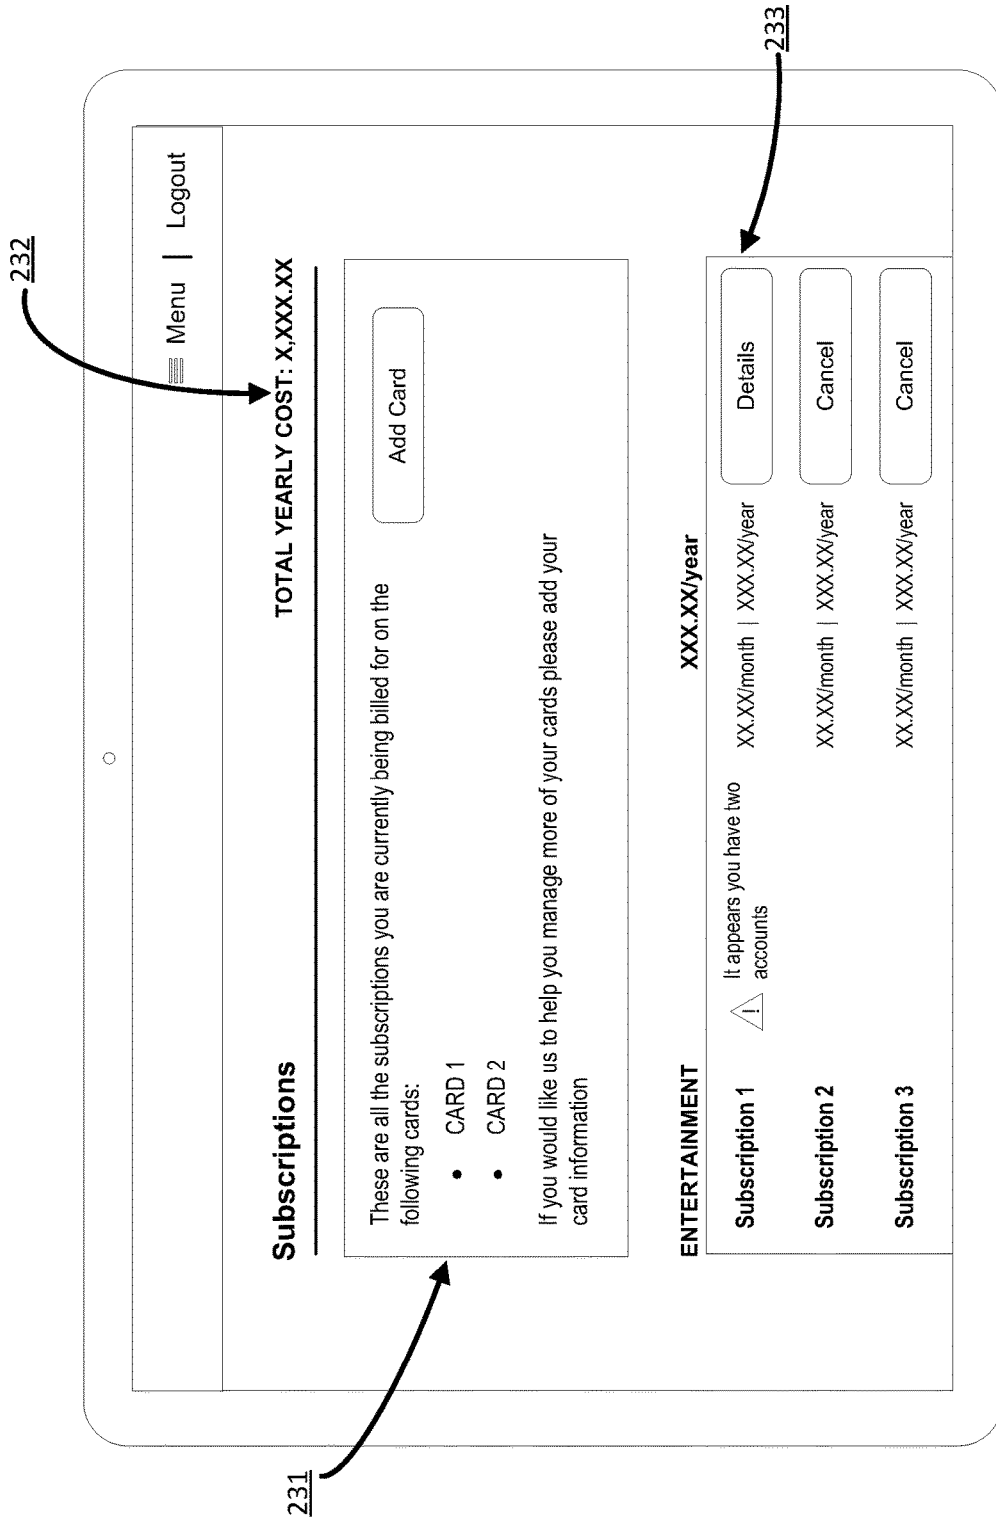 232
233
Menu | Logout
Subscriptions
TOTAL YEARLY COST: X,XXX.XX
These are all the subscriptions you are currently being billed for on the
following cards:
• CARD 1
• CARD 2
Add Card
If you would like us to help you manage more of your cards please add your
card information
231
ENTERTAINMENT
XXX.XX/year
Subscription 1
! It appears you have two
accounts
XX.XX/month | XXX.XX/year
Details
Subscription 2
XX.XX/month | XXX.XX/year
Cancel
Subscription 3
XX.XX/month | XXX.XX/year
Cancel